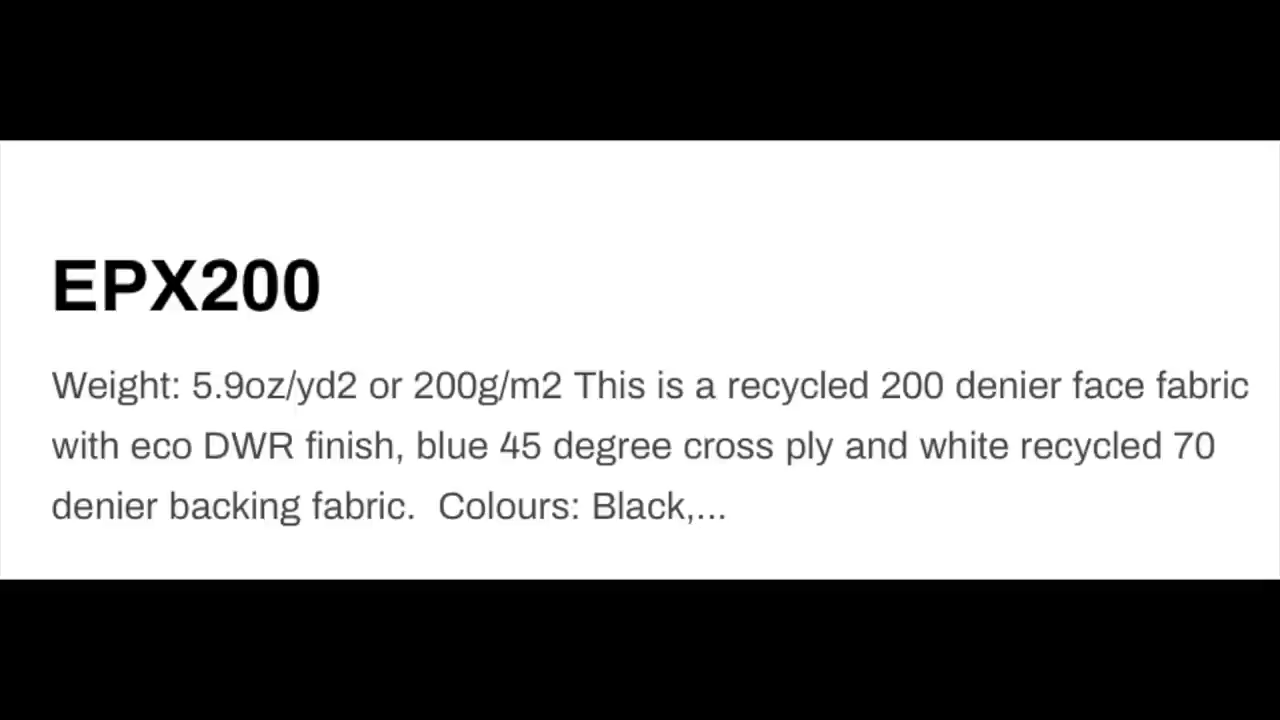 EPX200
Weight: 5.9oz/yd2 or 200g/m2 This is a recycled 200 denier face fabric
with eco DWR finish, blue 45 degree cross ply and white recycled 70
denier backing fabric.  Colours: Black,...